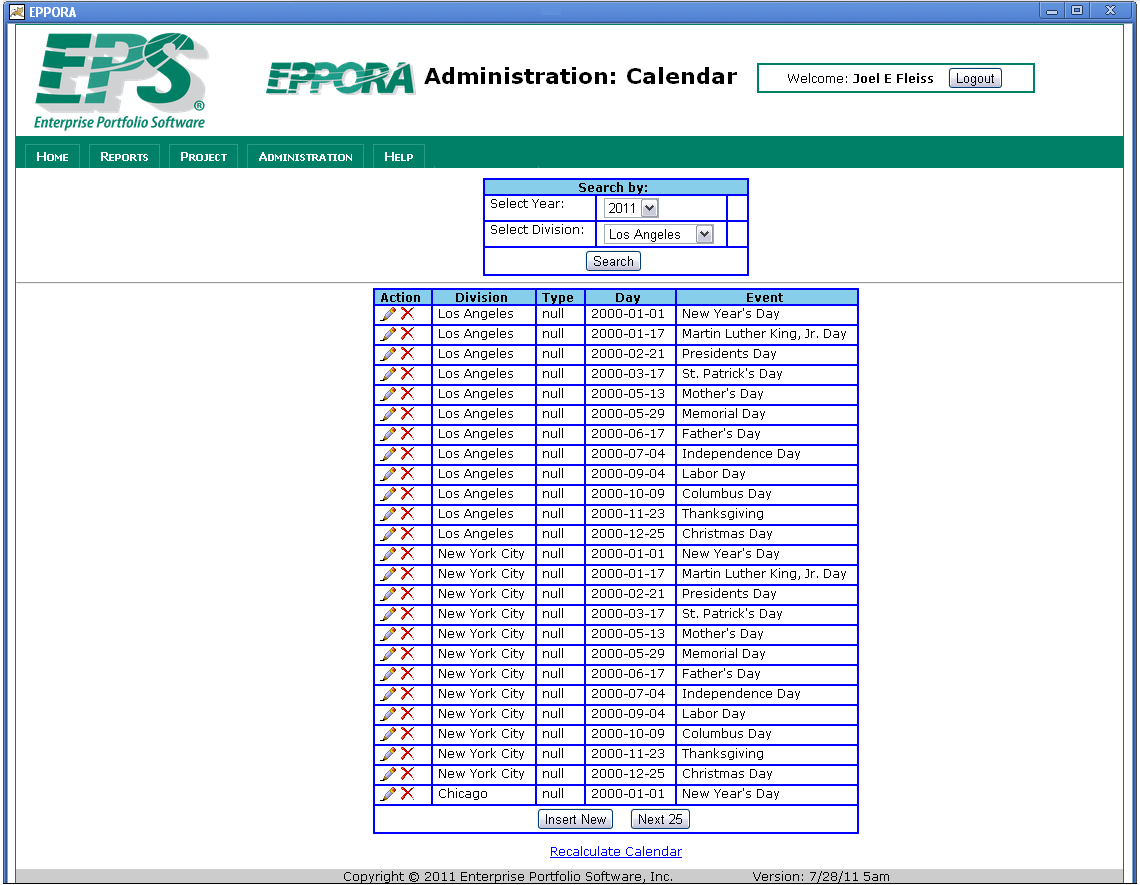 EPPORA
EPS®
Enterprise Portfolio Software
EPPORA Administration: Calendar
Welcome: Joel E Fleiss Logout
Home Reports Project Administration Help
Search by:
Select Year: 2011
Select Division: Los Angeles
Search
Action Division Type Day Event
Los Angeles null 2000-01-01 New Year's Day
Los Angeles null 2000-01-17 Martin Luther King, Jr. Day
Los Angeles null 2000-02-21 Presidents Day
Los Angeles null 2000-03-17 St. Patrick's Day
Los Angeles null 2000-05-13 Mother's Day
Los Angeles null 2000-05-29 Memorial Day
Los Angeles null 2000-06-17 Father's Day
Los Angeles null 2000-07-04 Independence Day
Los Angeles null 2000-09-04 Labor Day
Los Angeles null 2000-10-09 Columbus Day
Los Angeles null 2000-11-23 Thanksgiving
Los Angeles null 2000-12-25 Christmas Day
New York City null 2000-01-01 New Year's Day
New York City null 2000-01-17 Martin Luther King, Jr. Day
New York City null 2000-02-21 Presidents Day
New York City null 2000-03-17 St. Patrick's Day
New York City null 2000-05-13 Mother's Day
New York City null 2000-05-29 Memorial Day
New York City null 2000-06-17 Father's Day
New York City null 2000-07-04 Independence Day
New York City null 2000-09-04 Labor Day
New York City null 2000-10-09 Columbus Day
New York City null 2000-11-23 Thanksgiving
New York City null 2000-12-25 Christmas Day
Chicago null 2000-01-01 New Year's Day
Insert New Next 25
Recalculate Calendar
Copyright © 2011 Enterprise Portfolio Software, Inc. Version: 7/28/11 5am